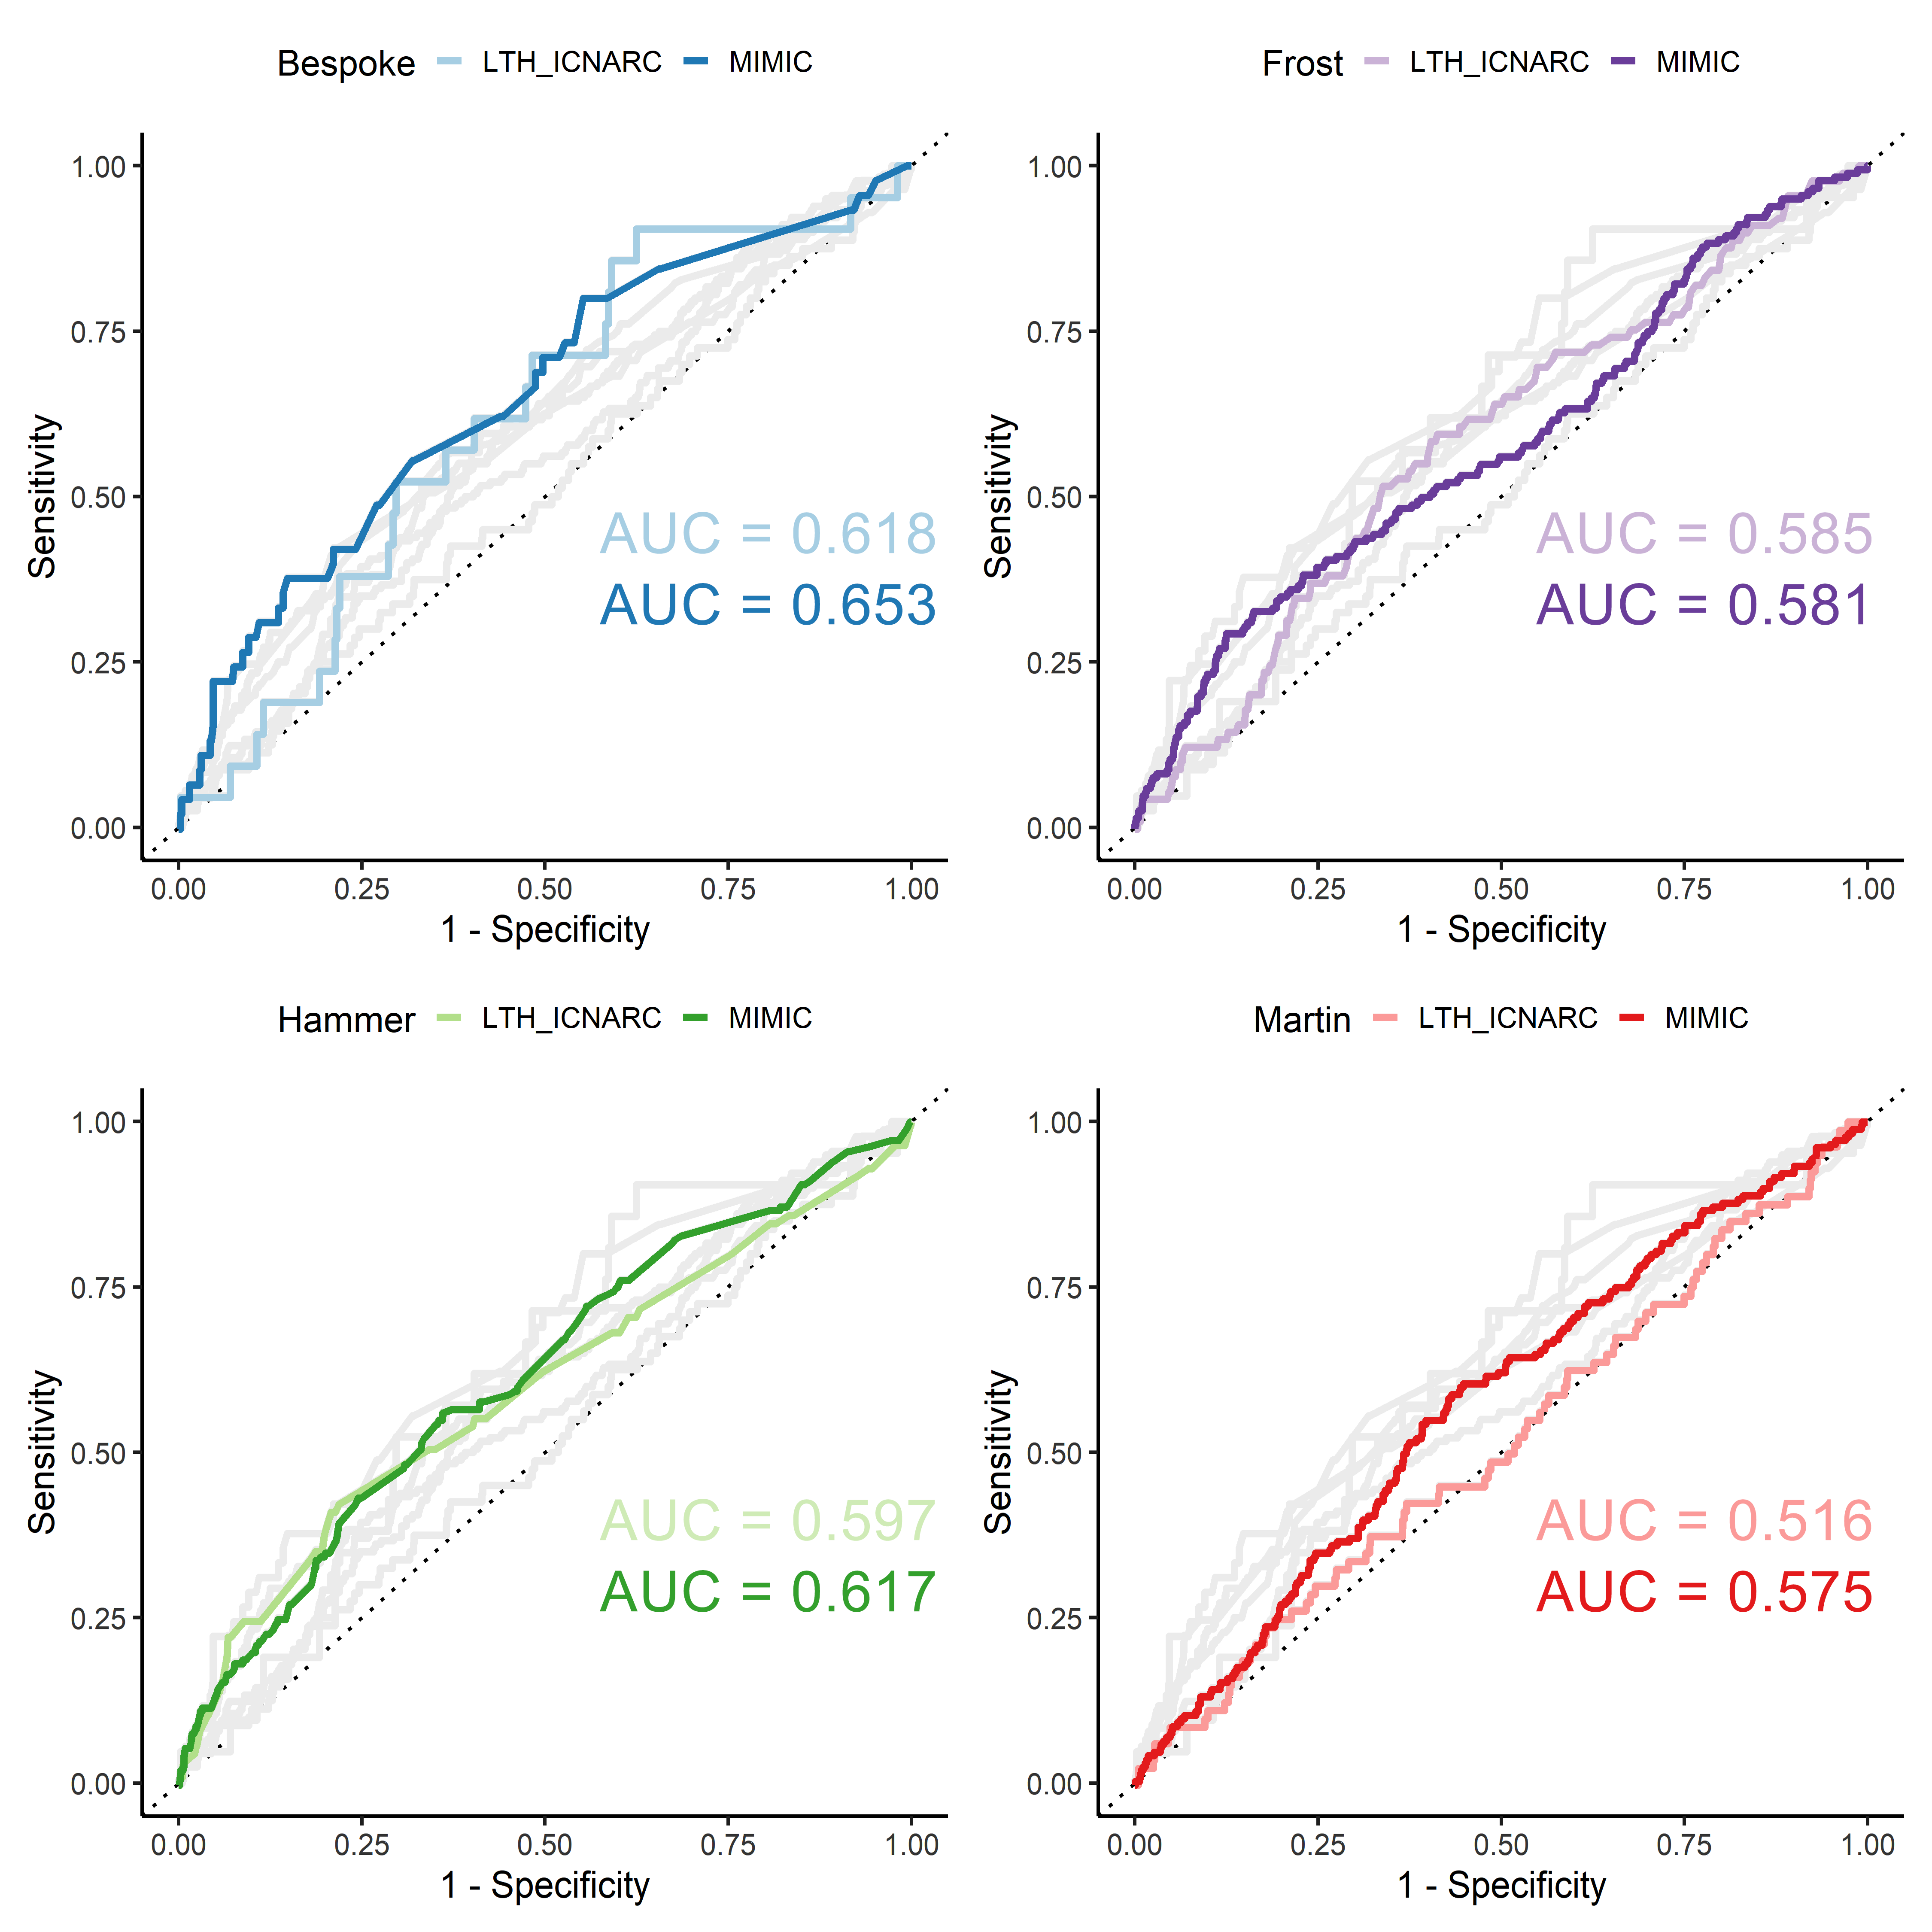 Bespoke LTH_ICNARC MIMIC
Sensitivity
1.00
0.75
0.50
0.25
0.00
AUC = 0.618
AUC = 0.653
0.00 0.25 0.50 0.75 1.00
1 - Specificity
Frost LTH_ICNARC MIMIC
Sensitivity
1.00
0.75
0.50
0.25
0.00
AUC = 0.585
AUC = 0.581
0.00 0.25 0.50 0.75 1.00
1 - Specificity
Hammer LTH_ICNARC MIMIC
Sensitivity
1.00
0.75
0.50
0.25
0.00
AUC = 0.597
AUC = 0.617
0.00 0.25 0.50 0.75 1.00
1 - Specificity
Martin LTH_ICNARC MIMIC
Sensitivity
1.00
0.75
0.50
0.25
0.00
AUC = 0.516
AUC = 0.575
0.00 0.25 0.50 0.75 1.00
1 - Specificity